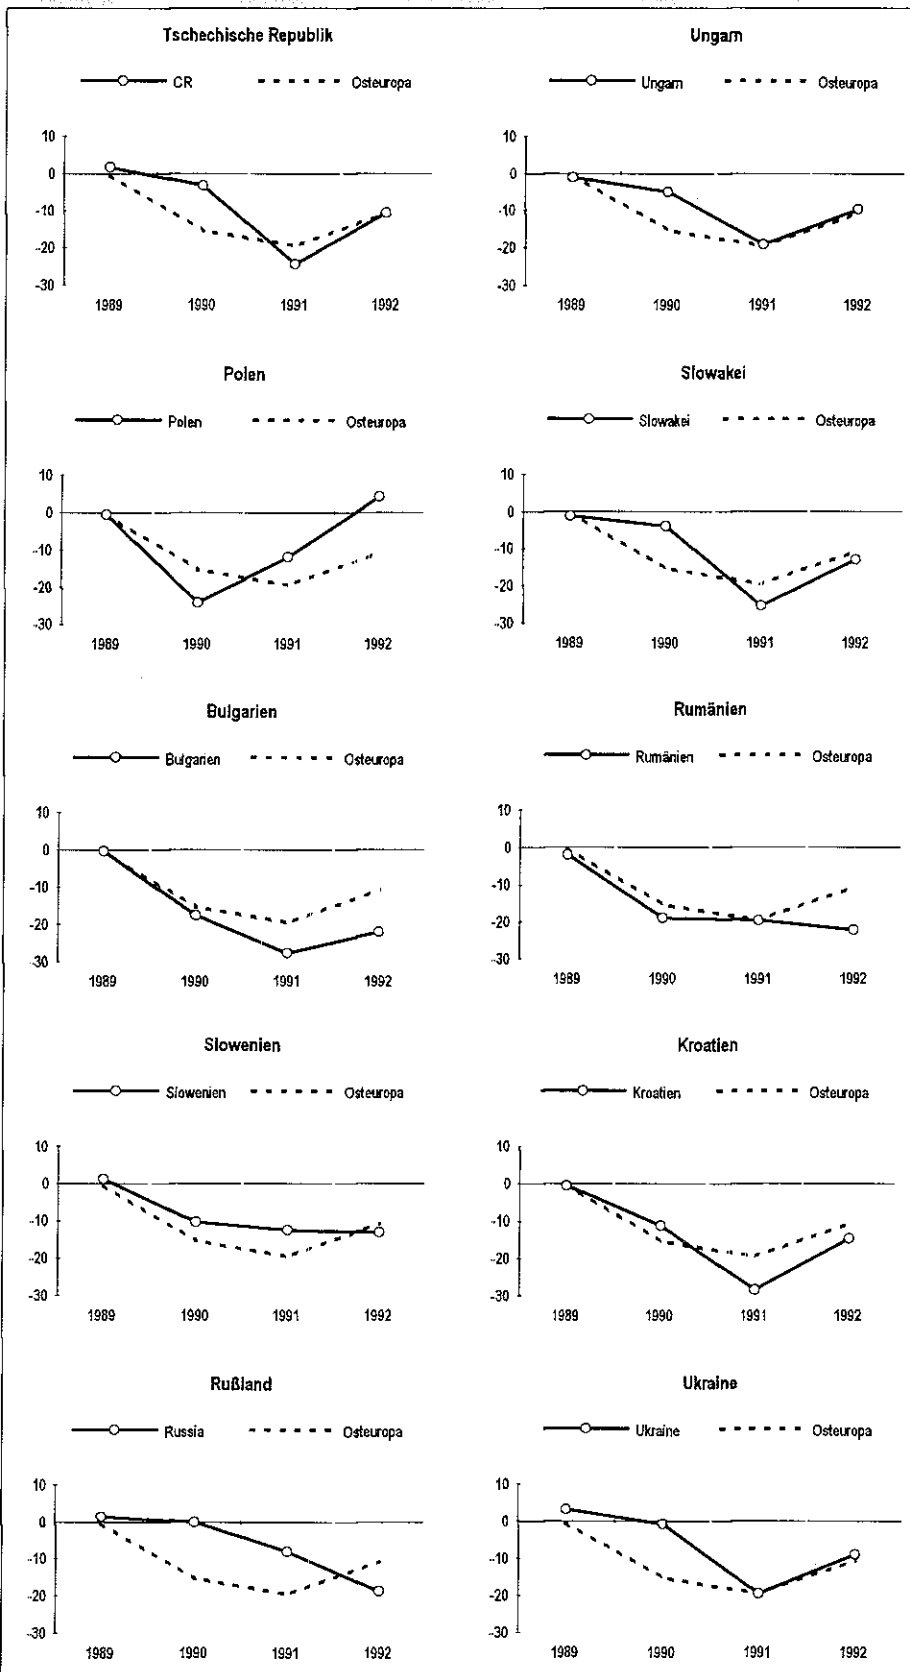 Tschechische Republik Ungarn
CR Osteuropa Ungarn Osteuropa
10 10
0 0
-10 -10
-20 -20
-30 -30
1989 1990 1991 1992 1989 1990 1991 1992
Polen Slowakei
Polen Osteuropa Slowakei Osteuropa
10 10
0 0
-10 -10
-20 -20
-30 -30
1989 1990 1991 1992 1989 1990 1991 1992
Bulgarien Rumänien
Bulgarien Osteuropa Rumänien Osteuropa
10 10
0 0
-10 -10
-20 -20
-30 -30
1989 1990 1991 1992 1989 1990 1991 1992
Slowenien Kroatien
Slowenien Osteuropa Kroatien Osteuropa
10 10
0 0
-10 -10
-20 -20
-30 -30
1989 1990 1991 1992 1989 1990 1991 1992
Rußland Ukraine
Russia Osteuropa Ukraine Osteuropa
10 10
0 0
-10 -10
-20 -20
-30 -30
1989 1990 1991 1992 1989 1990 1991 1992